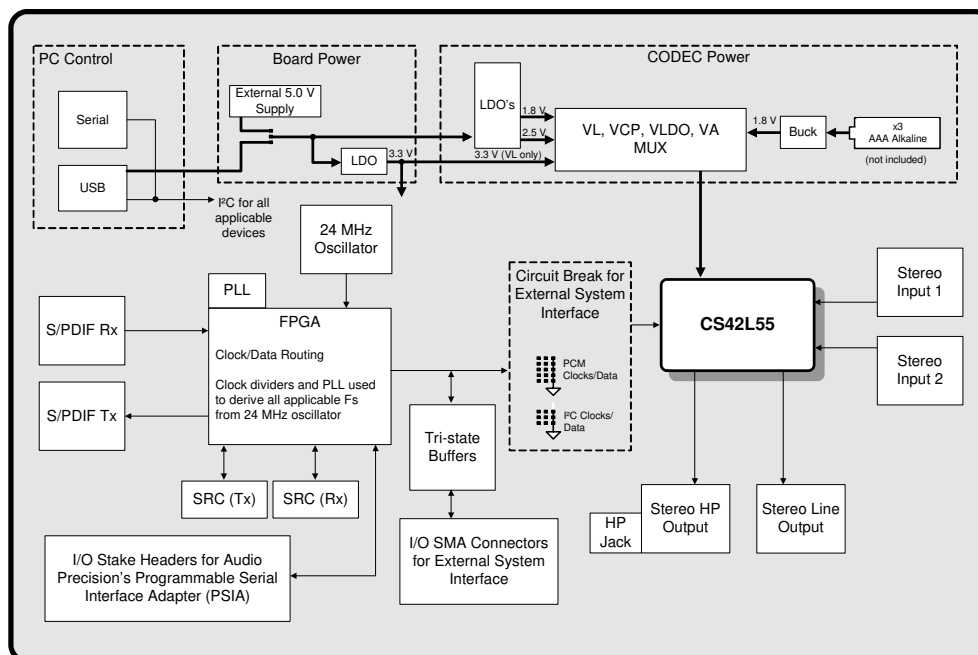 PC Control
Serial
USB
I²C for all
applicable
devices
Board Power
External 5.0 V
Supply
LDO
3.3 V
CODEC Power
LDO's
1.8 V
2.5 V
3.3 V (VL only)
VL, VCP, VLDO, VA
MUX
1.8 V
Buck
x3
AAA Alkaline
(not included)
24 MHz
Oscillator
PLL
FPGA
Clock/Data Routing
Clock dividers and PLL used
to derive all applicable Fs
from 24 MHz oscillator
S/PDIF Rx
S/PDIF Tx
SRC (Tx)
SRC (Rx)
I/O Stake Headers for Audio
Precision's Programmable Serial
Interface Adapter (PSIA)
Tri-state
Buffers
I/O SMA Connectors
for External System
Interface
Circuit Break for
External System
Interface
PCM
Clocks/Data
I²C Clocks/
Data
CS42L55
Stereo
Input 1
Stereo
Input 2
HP
Jack
Stereo HP
Output
Stereo Line
Output